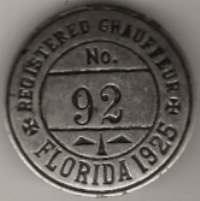 REGISTERED CHAUFFEUR
No.
92
FLORIDA 1925